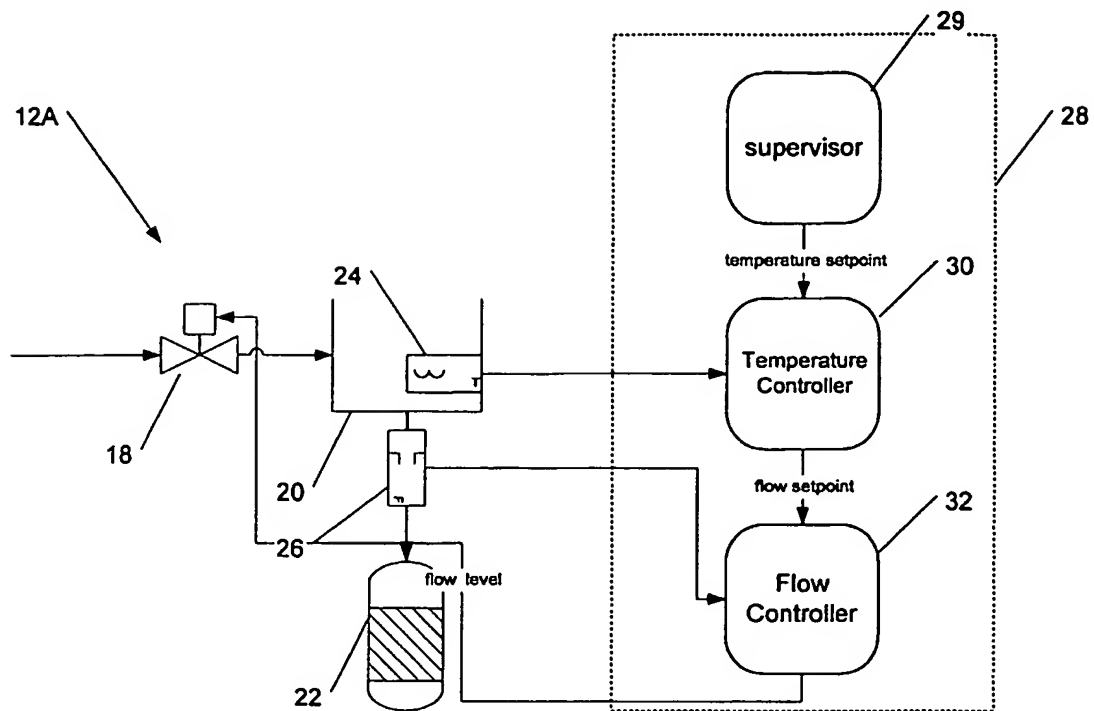 29
12A
28
supervisor
temperature setpoint
24
30
Temperature
Controller
18
20
flow setpoint
32
26
flow level
Flow
Controller
22
T
F